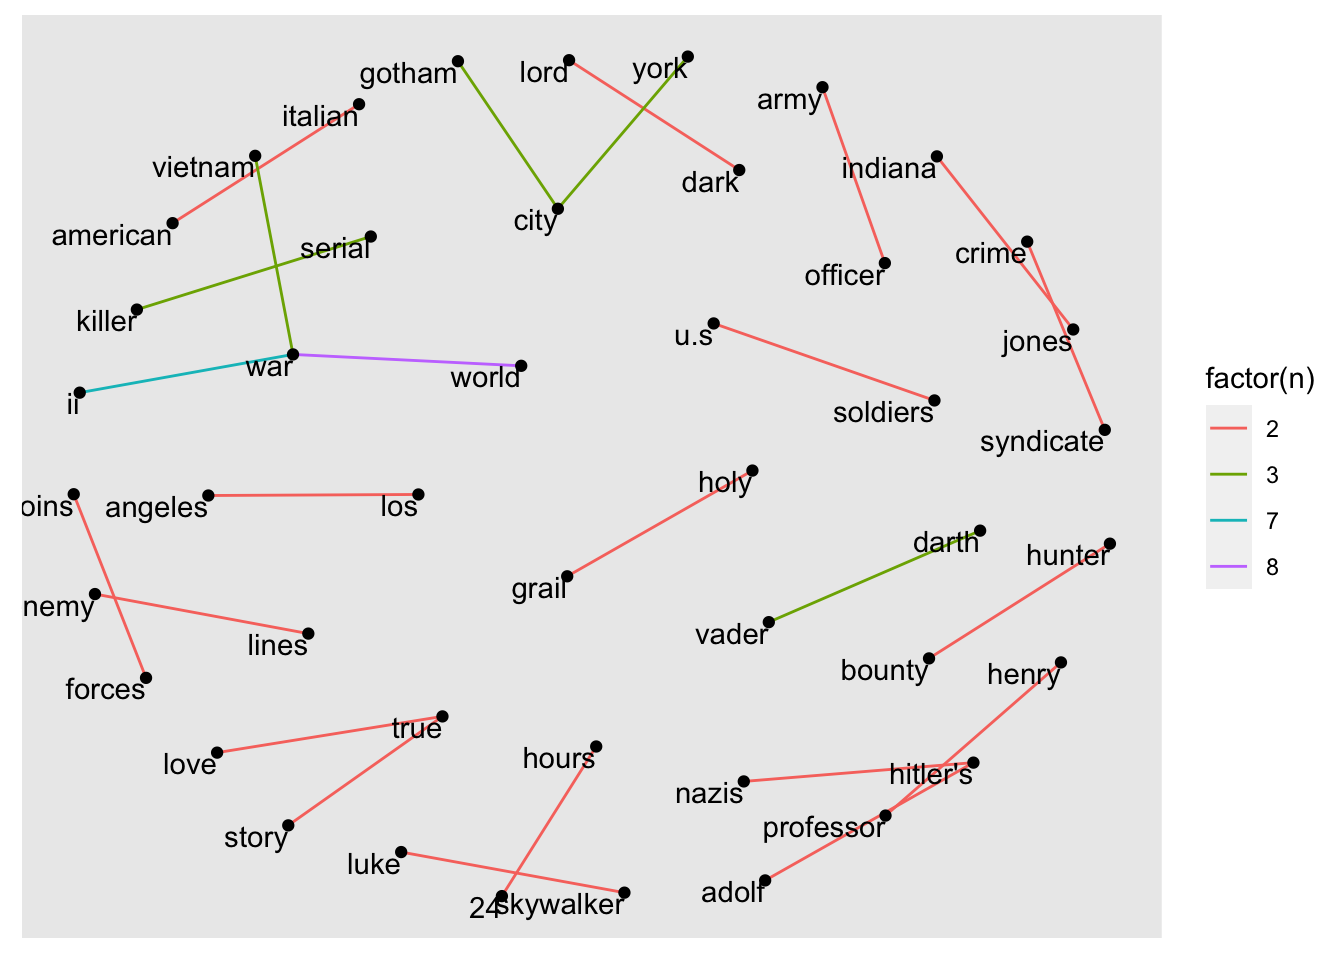 gotham
lord
york
italian
army
vietnam
indiana
dark
american
city
serial
crime
officer
killer
u.s
jones
war
world
ii
soldiers
syndicate
holy
oins
angeles
los
darth
hunter
grail
nemy
vader
lines
bounty
henry
forces
true
love
hours
hitler's
nazis
professor
story
luke
adolf
24
skywalker
factor(n)
2
3
7
8